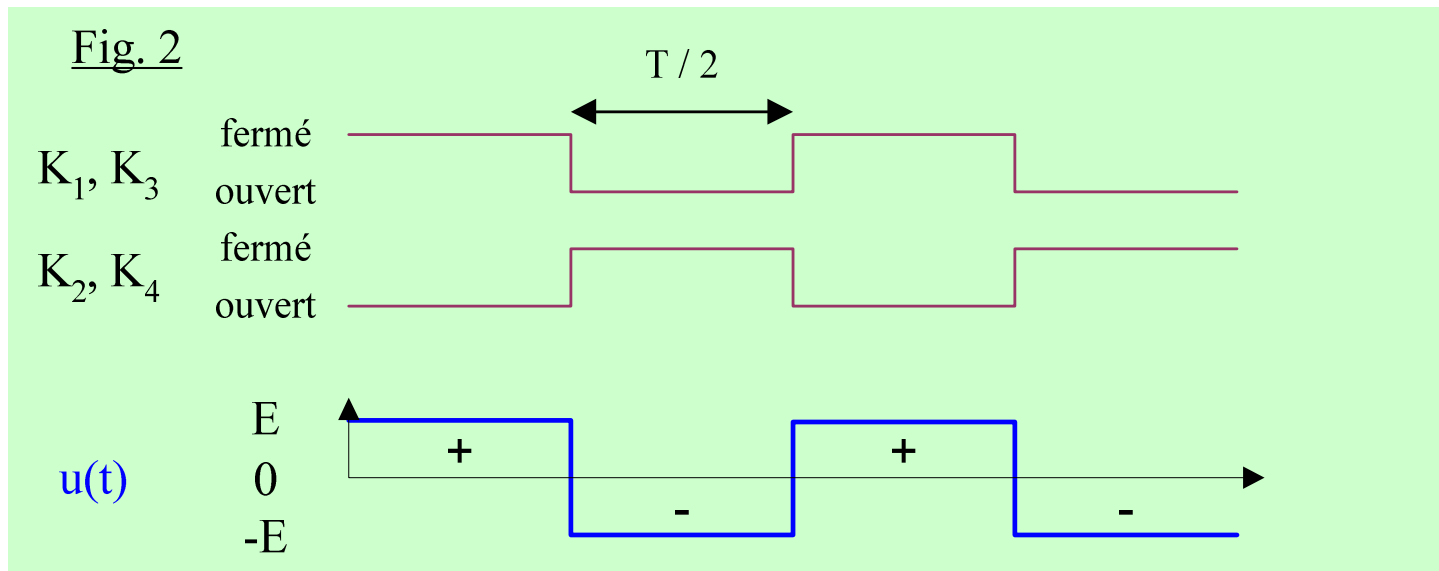 Fig. 2
T / 2
fermé
K1, K3
ouvert
fermé
K2, K4
ouvert
E
+ +
u(t) 0
- -
-E